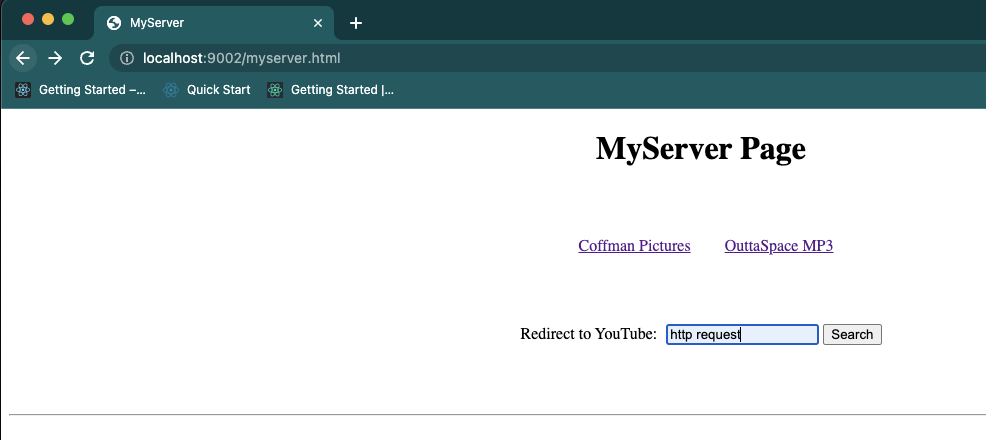 MyServer
localhost:9002/myserver.html
Getting Started –... Quick Start Getting Started |...
MyServer Page
Coffman Pictures OuttaSpace MP3
Redirect to YouTube: http request Search